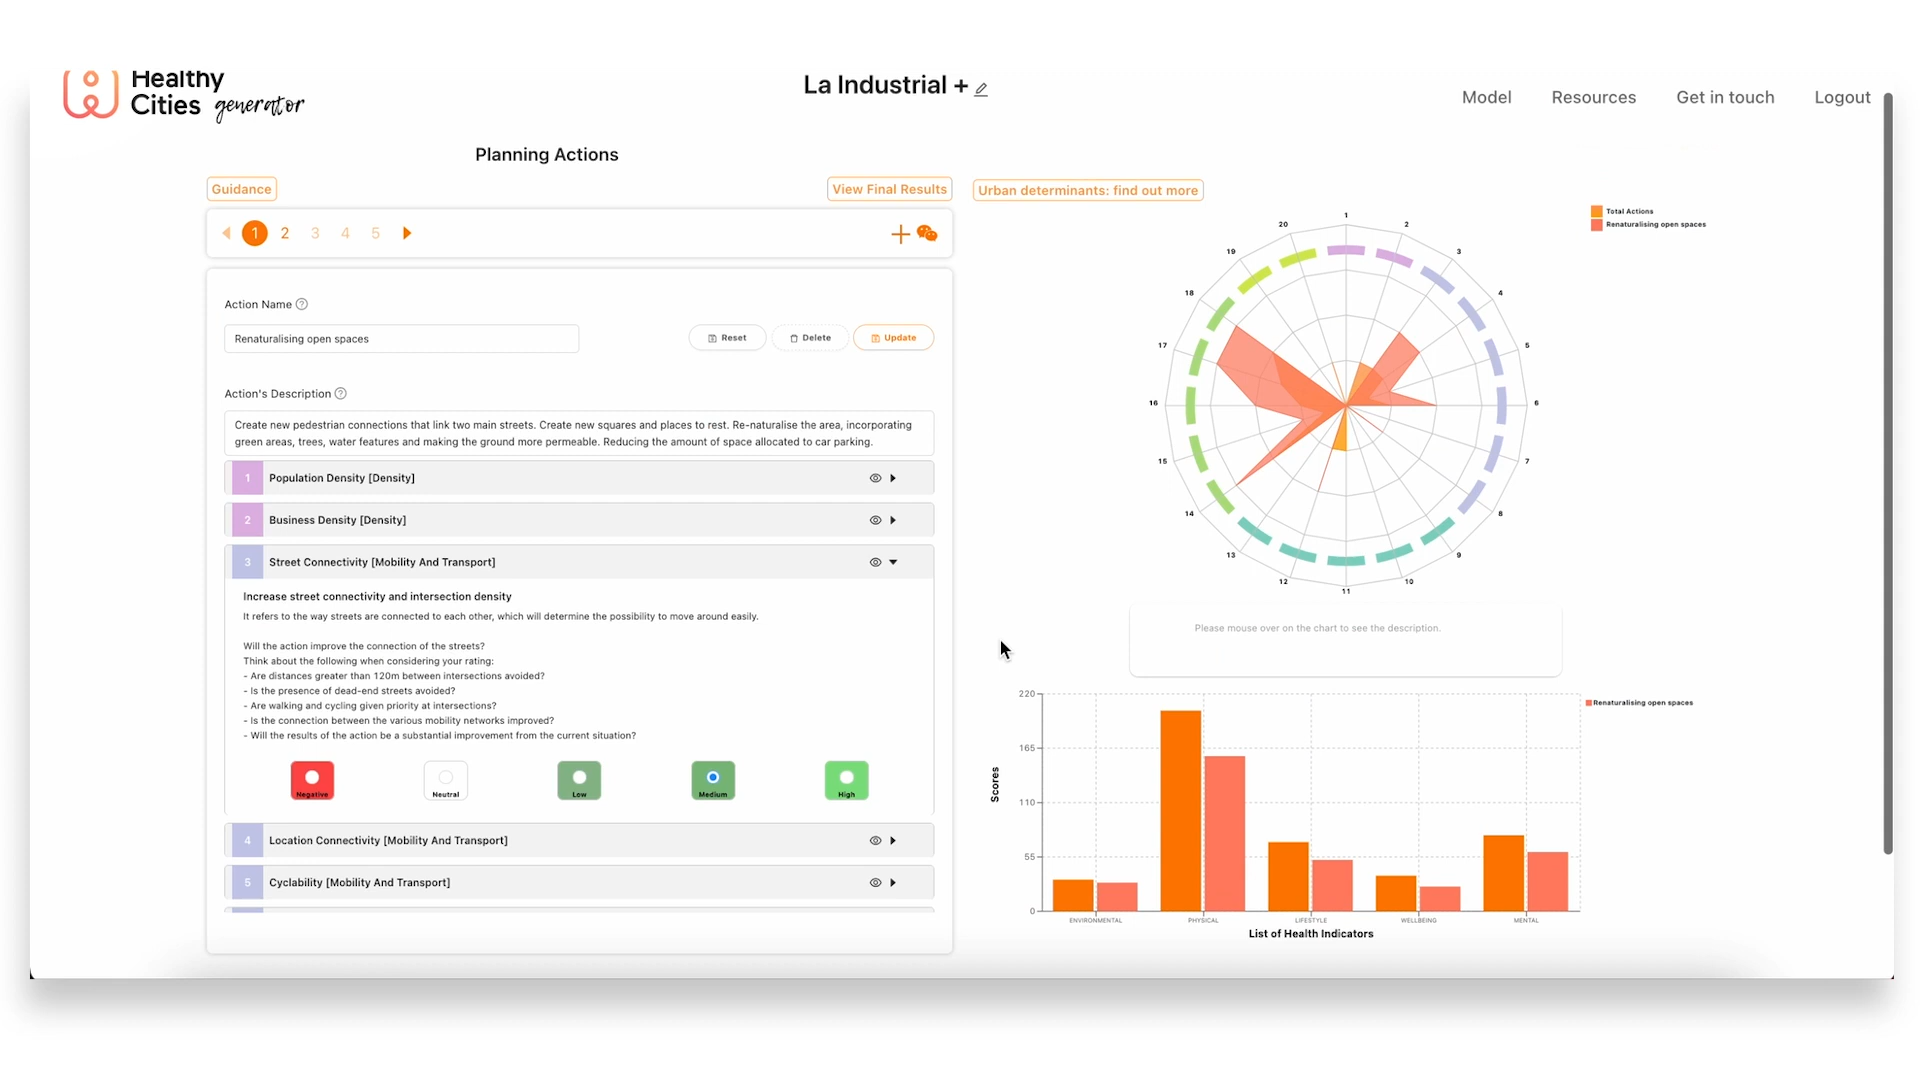 Healthy
Cities generator
La Industrial +
Model
Resources
Get in touch
Logout
Planning Actions
Guidance
View Final Results
Urban determinants: find out more
1
2
3
4
5
Action Name
Renaturalising open spaces
Reset
Delete
Update
Action's Description
Create new pedestrian connections that link two main streets. Create new squares and places to rest. Re-naturalise the area, incorporating
green areas, trees, water features and making the ground more permeable. Reducing the amount of space allocated to car parking.
1 Population Density [Density]
2 Business Density [Density]
3 Street Connectivity [Mobility And Transport]
Increase street connectivity and intersection density
It refers to the way streets are connected to each other, which will determine the possibility to move around easily.
Will the action improve the connection of the streets?
Think about the following when considering your rating:
- Are distances greater than 120m between intersections avoided?
- Is the presence of dead-end streets avoided?
- Are walking and cycling given priority at intersections?
- Is the connection between the various mobility networks improved?
- Will the results of the action be a substantial improvement from the current situation?
Negative
Neutral
Low
Medium
High
4 Location Connectivity [Mobility And Transport]
5 Cyclability [Mobility And Transport]
Total Actions
Renaturalising open spaces
1
2
3
4
5
6
7
8
9
10
11
12
13
14
15
16
17
18
19
20
Please mouse over on the chart to see the description.
Renaturalising open spaces
220
165
110
55
0
Scores
ENVIRONMENTAL
PHYSICAL
LIFESTYLE
WELLBEING
MENTAL
List of Health Indicators